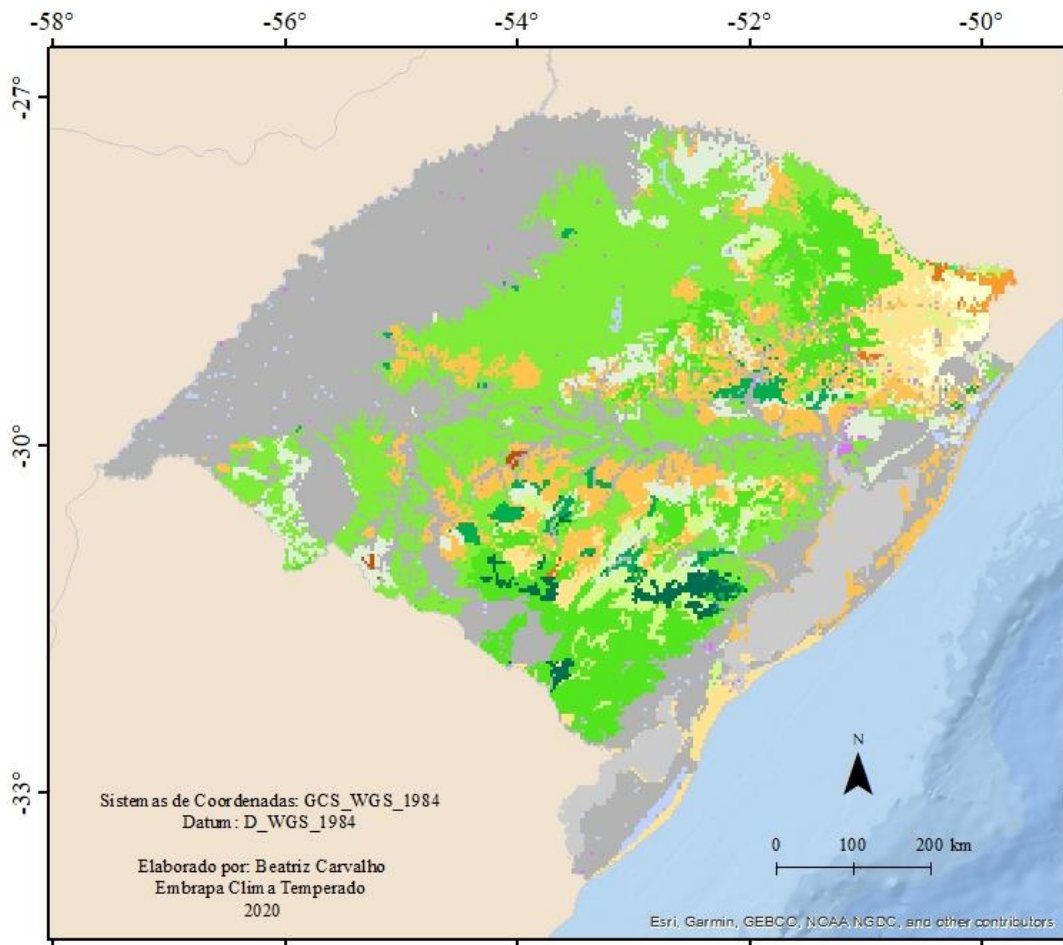 -58°
-56°
-54°
-52°
-50°
-27°
-30°
-33°
N
0 100 200 km
Sistemas de Coordenadas: GCS_WGS_1984
Datum: D_WGS_1984
Elaborado por: Beatriz Carvalho
Embrapa Clima Temperado
2020
Esri, Garmin, GEBCO, NOAA NGDC, and other contributors